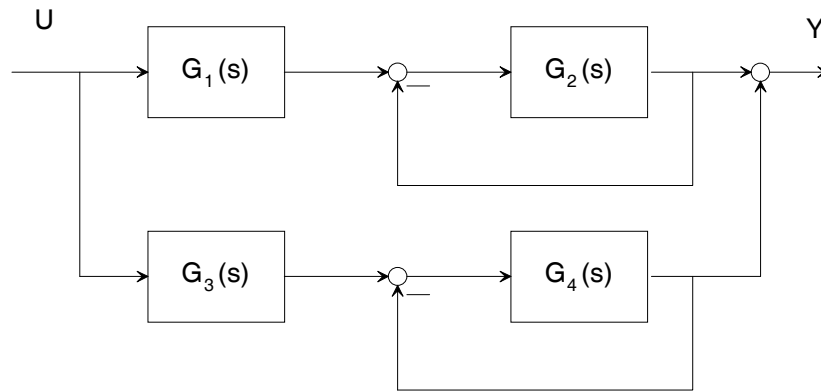 U
Y
G1(s)
G2(s)
—
G3(s)
G4(s)
—